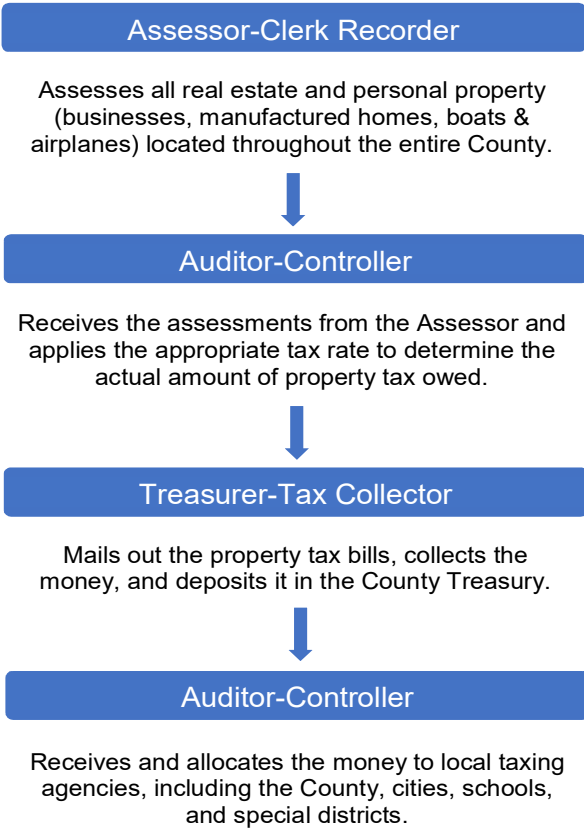 Assessor-Clerk Recorder
Assesses all real estate and personal property
(businesses, manufactured homes, boats &
airplanes) located throughout the entire County.
Auditor-Controller
Receives the assessments from the Assessor and
applies the appropriate tax rate to determine the
actual amount of property tax owed.
Treasurer-Tax Collector
Mails out the property tax bills, collects the
money, and deposits it in the County Treasury.
Auditor-Controller
Receives and allocates the money to local taxing
agencies, including the County, cities, schools,
and special districts.